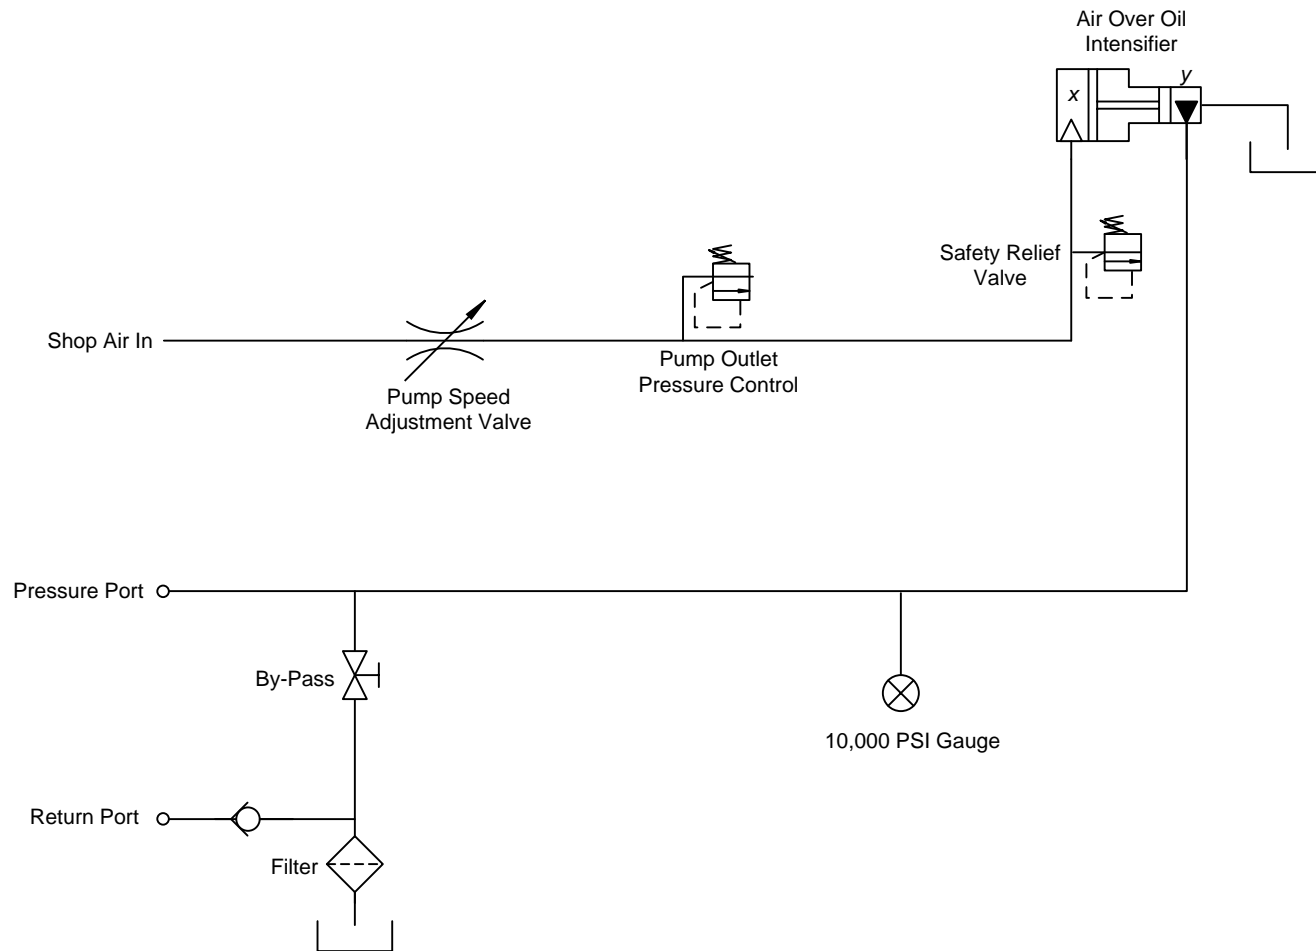 Air Over Oil
Intensifier
x
y
Safety Relief
Valve
Shop Air In
Pump Outlet
Pressure Control
Pump Speed
Adjustment Valve
Pressure Port
By-Pass
10,000 PSI Gauge
Return Port
Filter